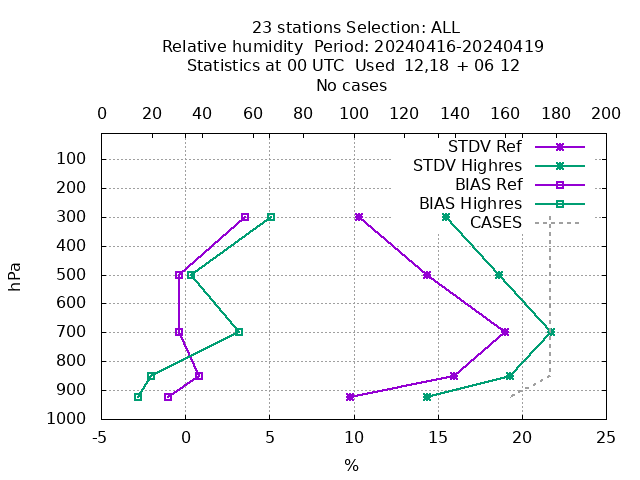 23 stations Selection: ALL
Relative humidity  Period: 20240416-20240419
Statistics at 00 UTC  Used  12,18 + 06 12
No cases
0 20 40 60 80 100 120 140 160 180 200
STDV Ref
STDV Highres
BIAS Ref
BIAS Highres
CASES
100
200
300
400
500
600
700
800
900
1000
hPa
-5 0 5 10 15 20 25
%